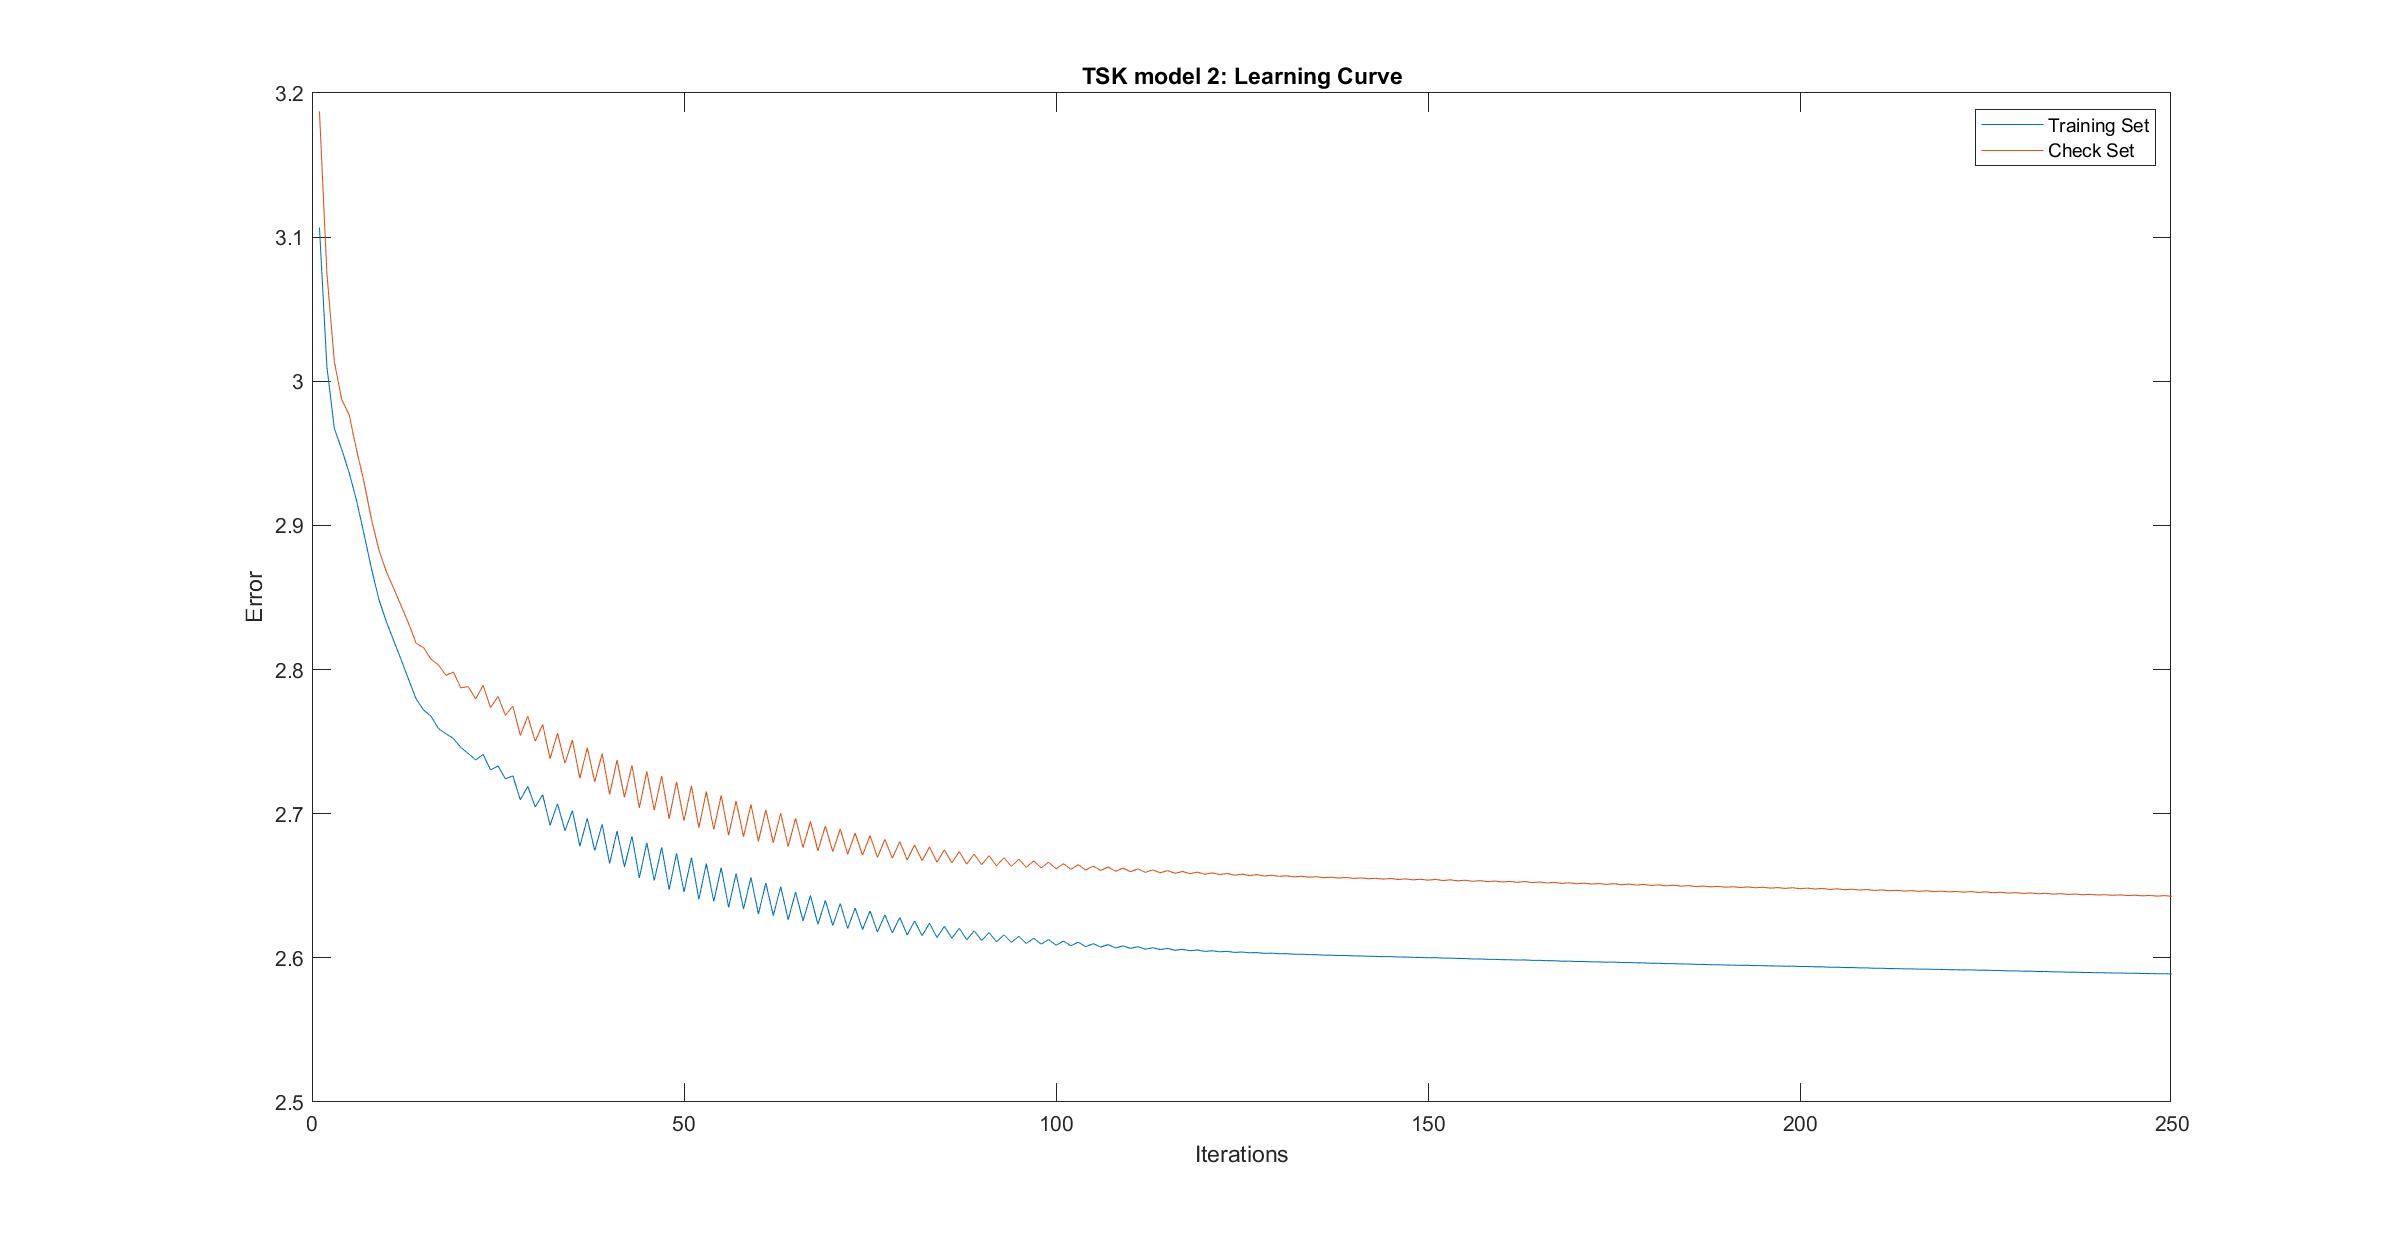 TSK model 2: Learning Curve
3.2
3.1
3
2.9
2.8
2.7
2.6
2.5
Error
Training Set
Check Set
0 50 100 150 200 250
Iterations